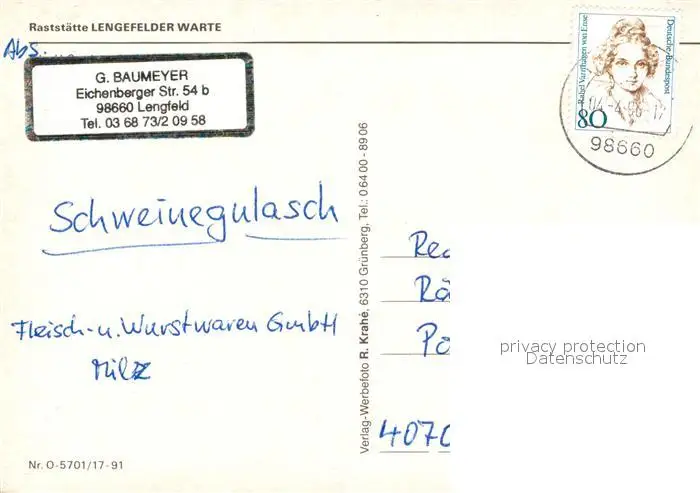 Raststätte LENGEFELDER WARTE
Abs.
G. BAUMEYER
Eichenberger Str. 54 b
98660 Lengfeld
Tel. 03 68 73/2 09 58
Deutsche Bundespost
Rahel Varnhagen von Ense
80
98660
Schweinegulasch
Fleisch- u. Wurstwaren GmbH
Milz
Verlag-Werbefoto R. Krahé, 6310 Grünberg, Tel.: 0 64 00 - 89 06
Po
4070
privacy protection
Datenschutz
Nr. O-5701/17-91